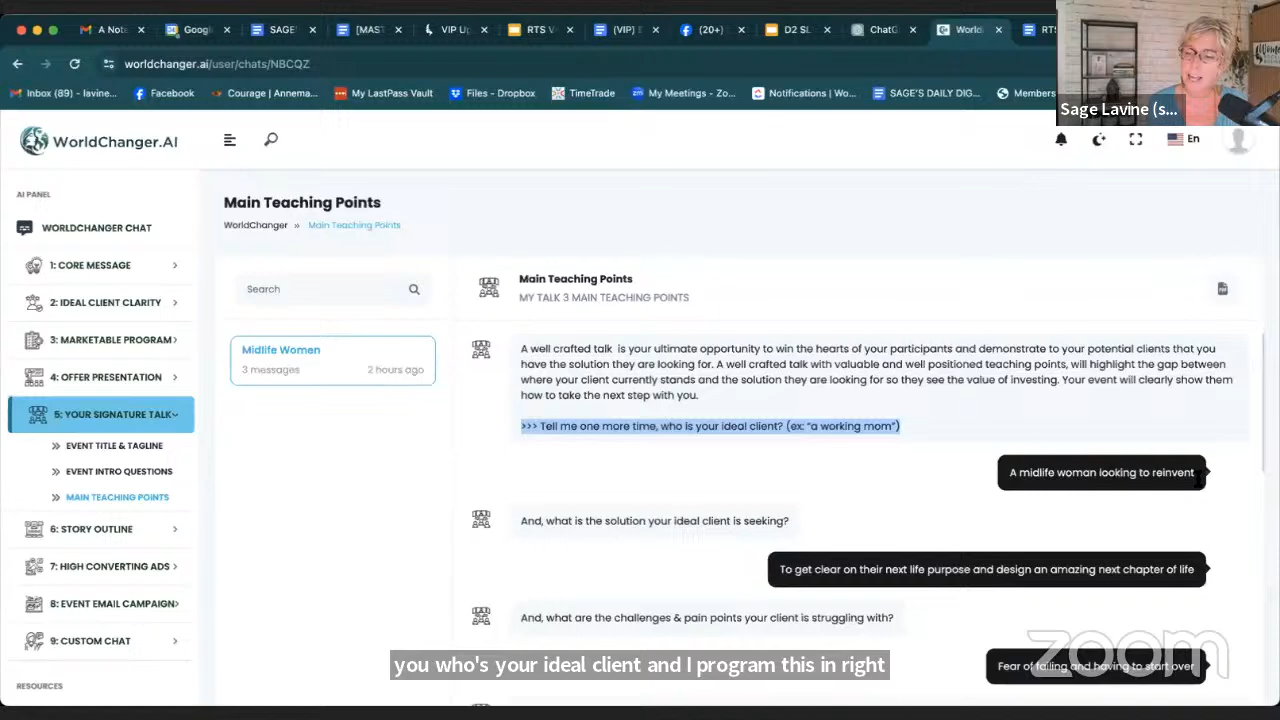 A Note
Googl
SAGE'
[MAST
VIP U
RTS V
(VIP) E
(20+)
D2 SL
ChatG
World
RTS
worldchanger.ai/user/chats/NBCQZ
Inbox (89) – lavine...
Facebook
Courage (Annema...
My LastPass Vault
Files - Dropbox
TimeTrade
My Meetings - Zo...
Notifications | Wo...
SAGE'S DAILY DIG...
Members
Sage Lavine (s...
WorldChanger.AI
En
AI PANEL
WORLDCHANGER CHAT
1: CORE MESSAGE
2: IDEAL CLIENT CLARITY
3: MARKETABLE PROGRAM
4: OFFER PRESENTATION
5: YOUR SIGNATURE TALK
EVENT TITLE & TAGLINE
EVENT INTRO QUESTIONS
MAIN TEACHING POINTS
6: STORY OUTLINE
7: HIGH CONVERTING ADS
8: EVENT EMAIL CAMPAIGN
9: CUSTOM CHAT
RESOURCES
Main Teaching Points
WorldChanger » Main Teaching Points
Search
Midlife Women
3 messages 2 hours ago
Main Teaching Points
MY TALK 3 MAIN TEACHING POINTS
A well crafted talk is your ultimate opportunity to win the hearts of your participants and demonstrate to your potential clients that you
have the solution they are looking for. A well crafted talk with valuable and well positioned teaching points, will highlight the gap between
where your client currently stands and the solution they are looking for so they see the value of investing. Your event will clearly show them
how to take the next step with you.
>>> Tell me one more time, who is your ideal client? (ex: "a working mom")
A midlife woman looking to reinvent
And, what is the solution your ideal client is seeking?
To get clear on their next life purpose and design an amazing next chapter of life
And, what are the challenges & pain points your client is struggling with?
Fear of failing and having to start over
you who's your ideal client and I program this in right
zoom